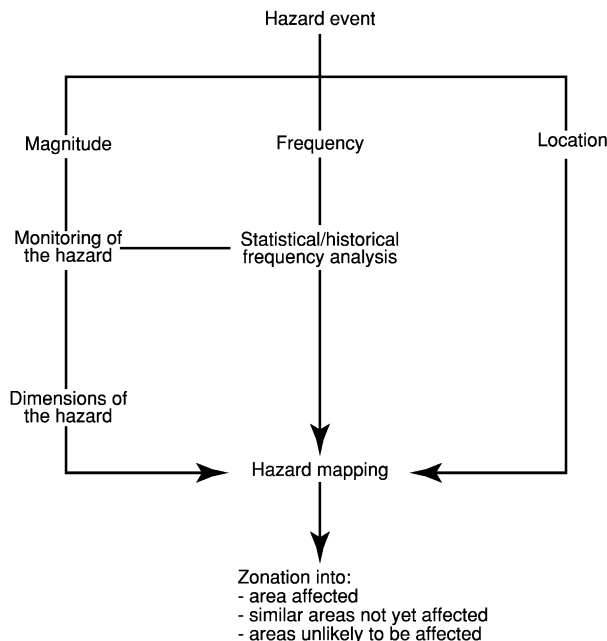 Hazard event
Magnitude
Frequency
Location
Monitoring of
the hazard
Statistical/historical
frequency analysis
Dimensions of
the hazard
Hazard mapping
Zonation into:
- area affected
- similar areas not yet affected
- areas unlikely to be affected